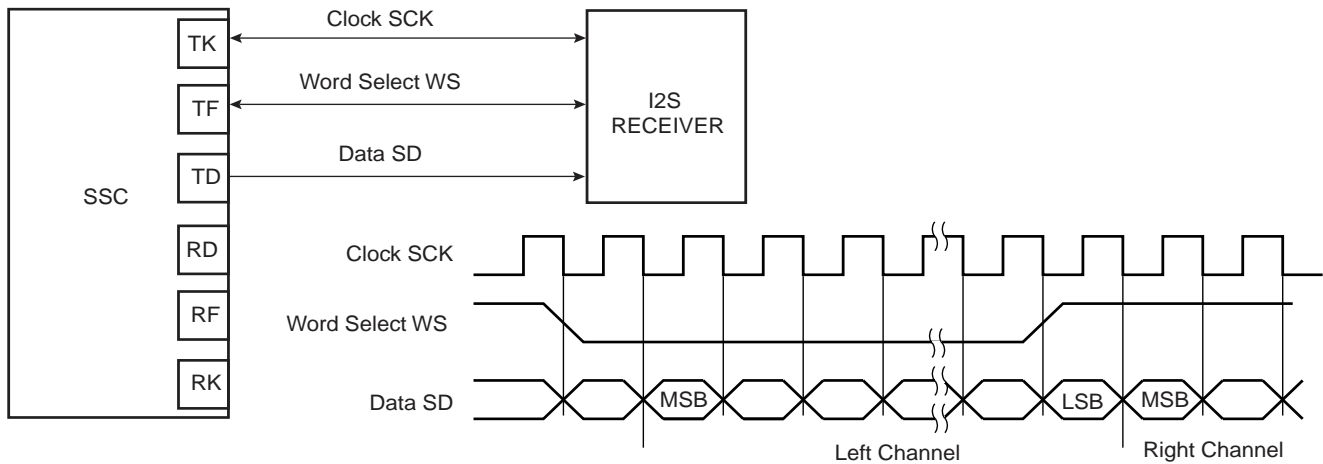 Clock SCK
TK
Word Select WS
TF
I2S
RECEIVER
Data SD
TD
SSC
RD
RF
RK
Clock SCK
Word Select WS
Data SD
MSB
LSB
MSB
Left Channel
Right Channel